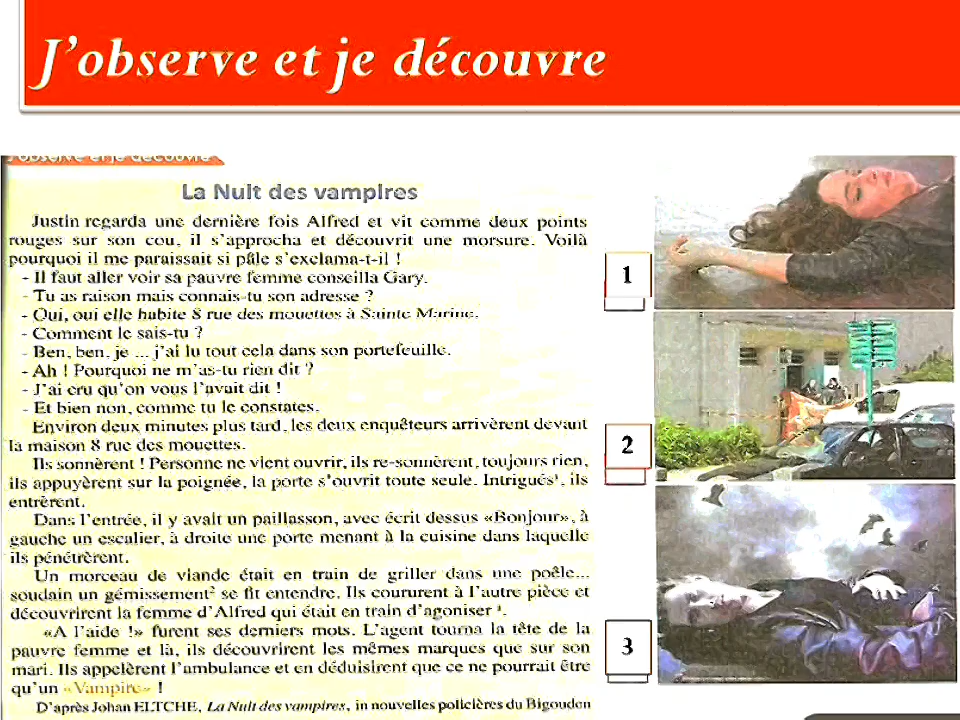 J'observe et je découvre
J'observe et je découvre
La Nuit des vampires
Justin regarda une dernière fois Alfred et vit comme deux points
rouges sur son cou, il s'approcha et découvrit une morsure. Voilà
pourquoi il me paraissait si pâle s'exclama-t-il !
- Il faut aller voir sa pauvre femme conseilla Gary.
- Tu as raison mais connais-tu son adresse ?
- Oui, oui elle habite 8 rue des mouettes à Sainte Marine.
- Comment le sais-tu ?
- Ben, ben, je ... j'ai lu tout cela dans son portefeuille.
- Ah ! Pourquoi ne m'as-tu rien dit ?
- J'ai cru qu'on vous l'avait dit !
- Et bien non, comme tu le constates.
Environ deux minutes plus tard, les deux enquêteurs arrivèrent devant
la maison 8 rue des mouettes.
Ils sonnèrent ! Personne ne vient ouvrir, ils re-sonnèrent, toujours rien,
ils appuyèrent sur la poignée, la porte s'ouvrit toute seule. Intrigués¹, ils
entrèrent.
Dans l'entrée, il y avait un paillasson, avec écrit dessus «Bonjour», à
gauche un escalier, à droite une porte menant à la cuisine dans laquelle
ils pénétrèrent.
Un morceau de viande était en train de griller dans une poêle...
soudain un gémissement² se fit entendre. Ils coururent à l'autre pièce et
découvrirent la femme d'Alfred qui était en train d'agoniser ³.
«A l'aide !» furent ses derniers mots. L'agent tourna la tête de la
pauvre femme et là, ils découvrirent les mêmes marques que sur son
mari. Ils appelèrent l'ambulance et en déduisirent que ce ne pourrait être
qu'un «Vampire» !
D'après Johan ELTCHE, La Nuit des vampires, in nouvelles policières du Bigouden
1
2
3